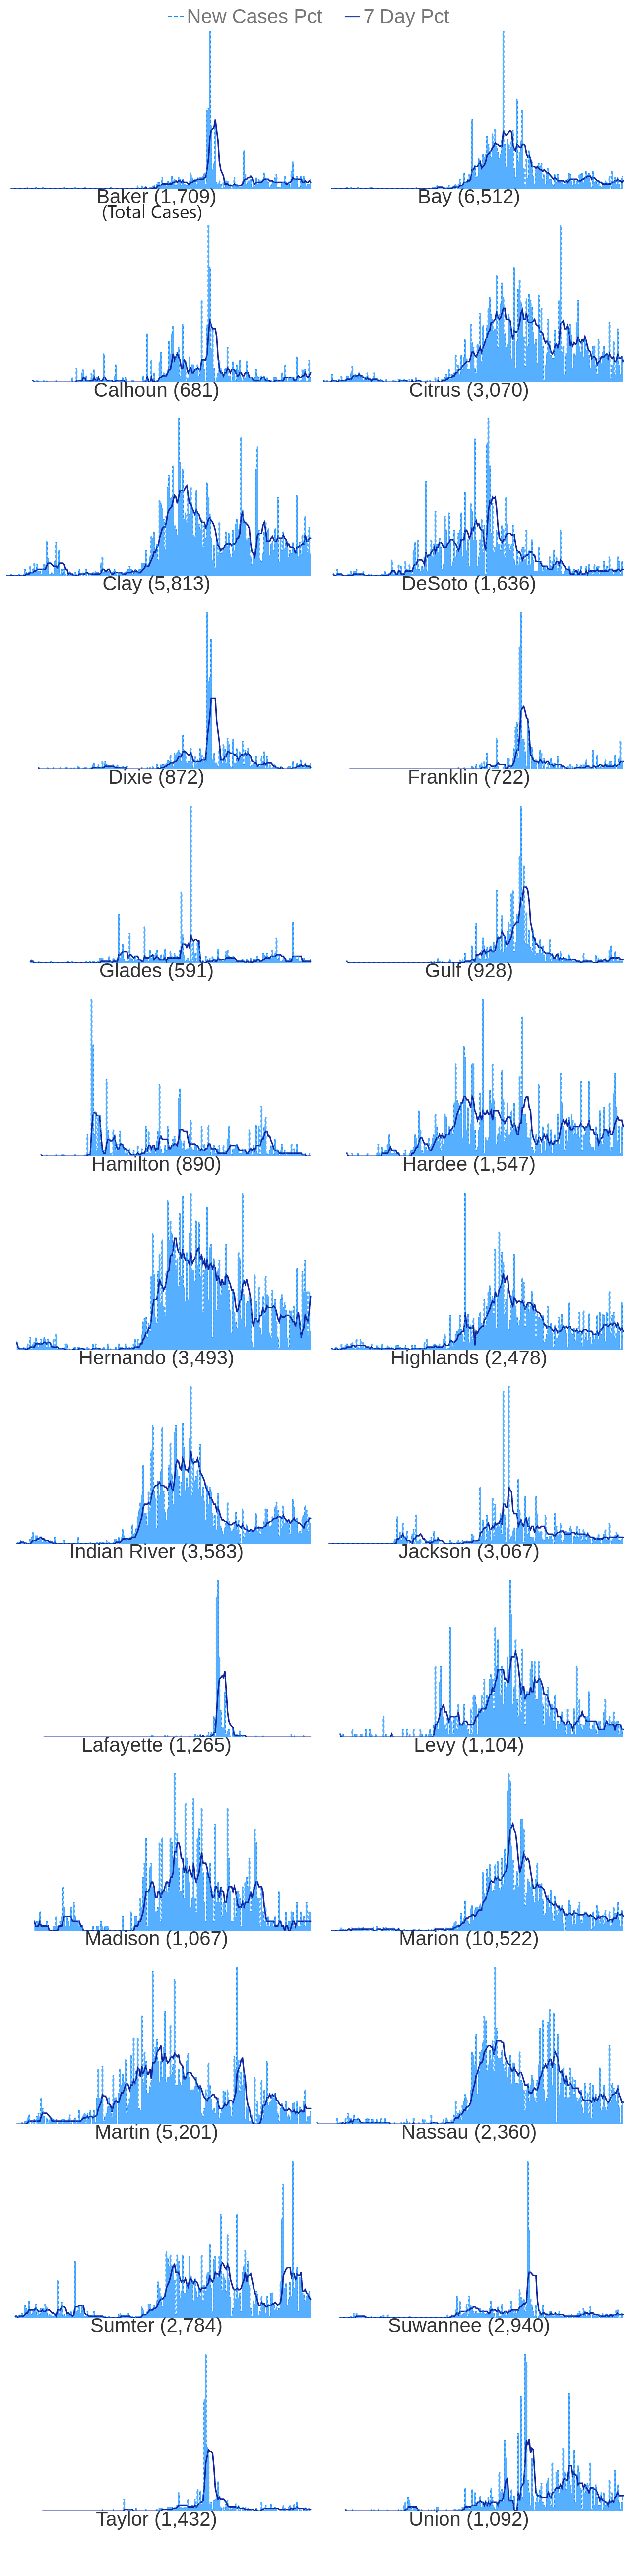 New Cases Pct 7 Day Pct
Baker (1,709) Bay (6,512)
(Total Cases)
Calhoun (681) Citrus (3,070)
Clay (5,813) DeSoto (1,636)
Dixie (872) Franklin (722)
Glades (591) Gulf (928)
Hamilton (890) Hardee (1,547)
Hernando (3,493) Highlands (2,478)
Indian River (3,583) Jackson (3,067)
Lafayette (1,265) Levy (1,104)
Madison (1,067) Marion (10,522)
Martin (5,201) Nassau (2,360)
Sumter (2,784) Suwannee (2,940)
Taylor (1,432) Union (1,092)